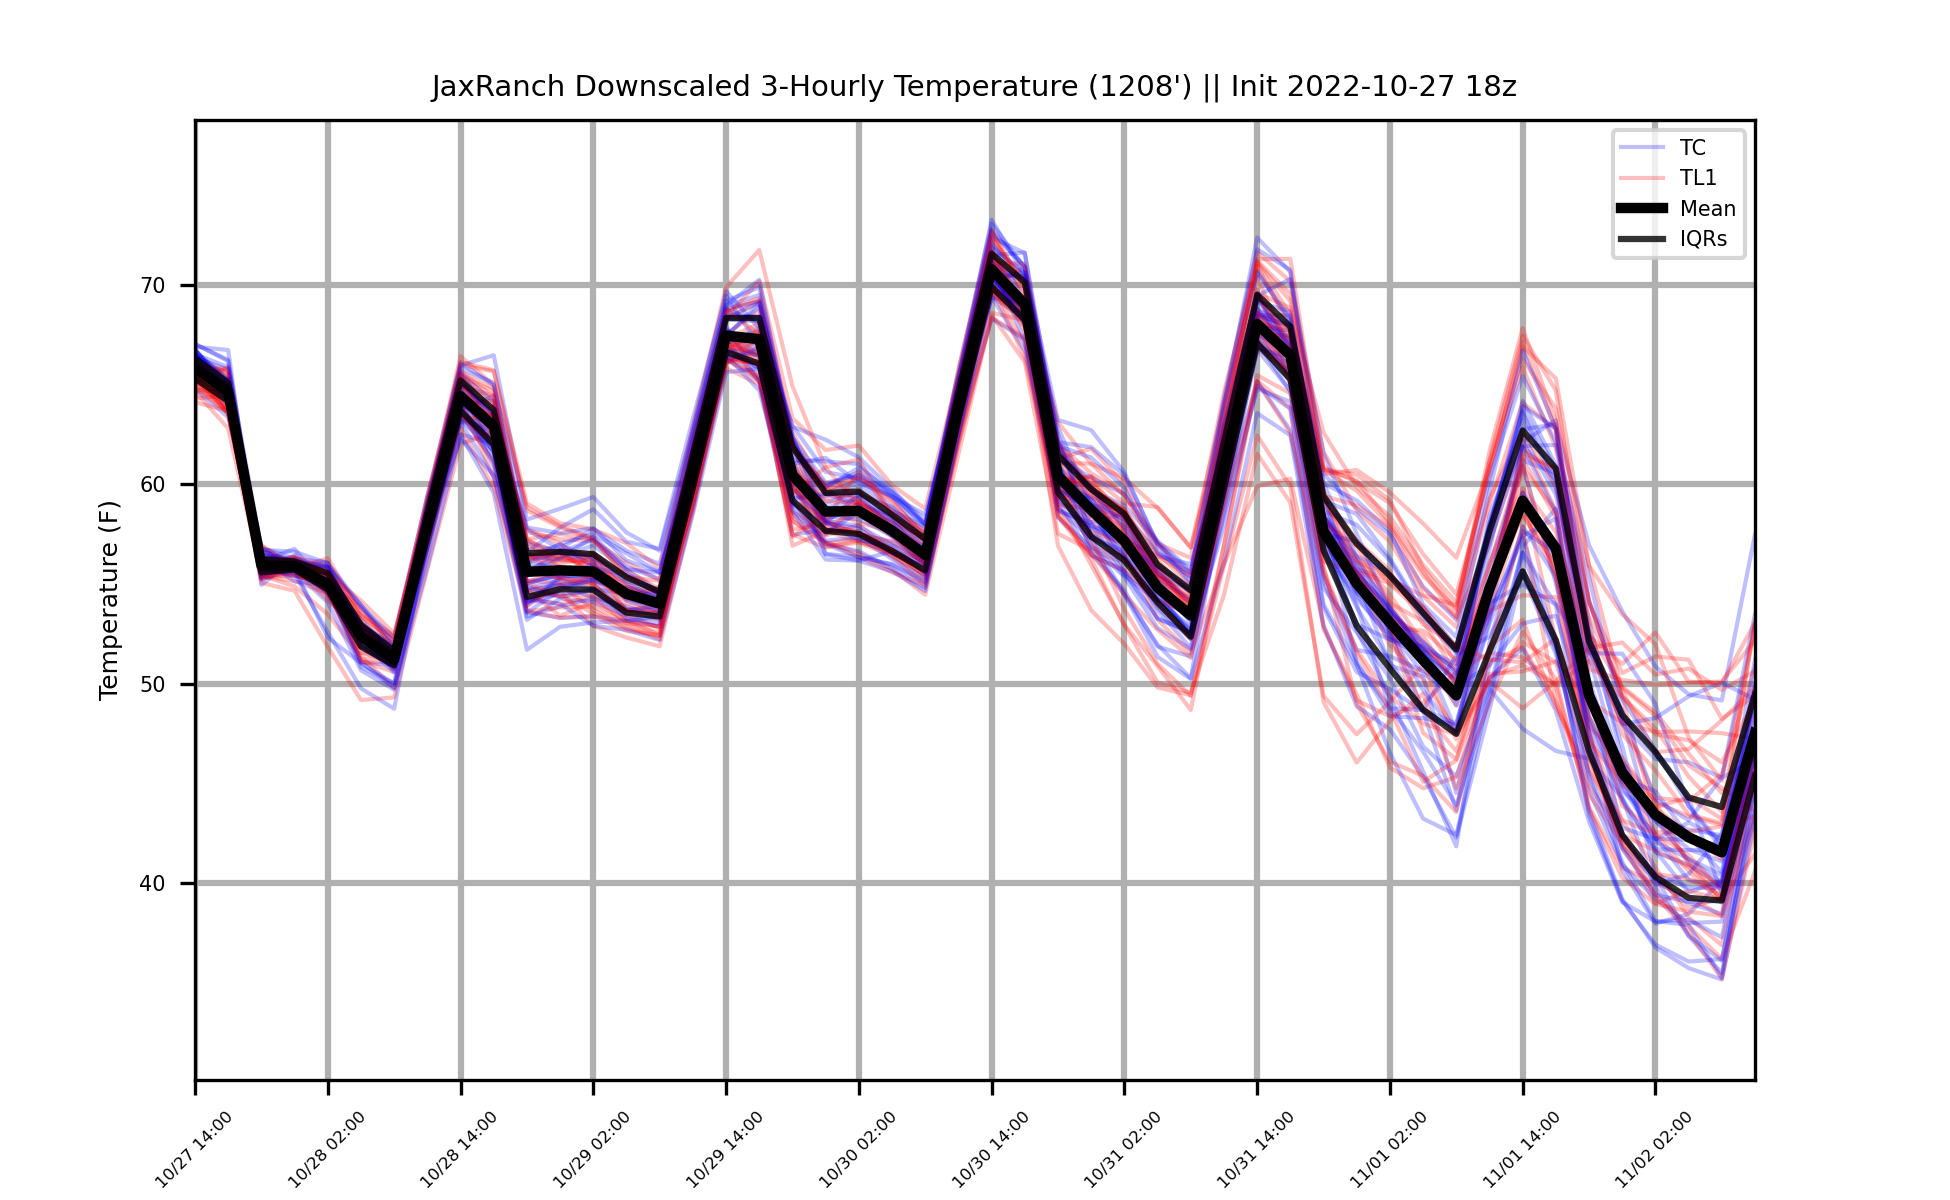 JaxRanch Downscaled 3-Hourly Temperature (1208') || Init 2022-10-27 18z
TC
TL1
Mean
IQRs
Temperature (F)
70
60
50
40
10/27 14:00
10/28 02:00
10/28 14:00
10/29 02:00
10/29 14:00
10/30 02:00
10/30 14:00
10/31 02:00
10/31 14:00
11/01 02:00
11/01 14:00
11/02 02:00